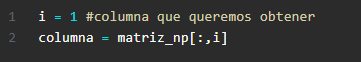 1 i = 1 #columna que queremos obtener
2 columna = matriz_np[:,i]